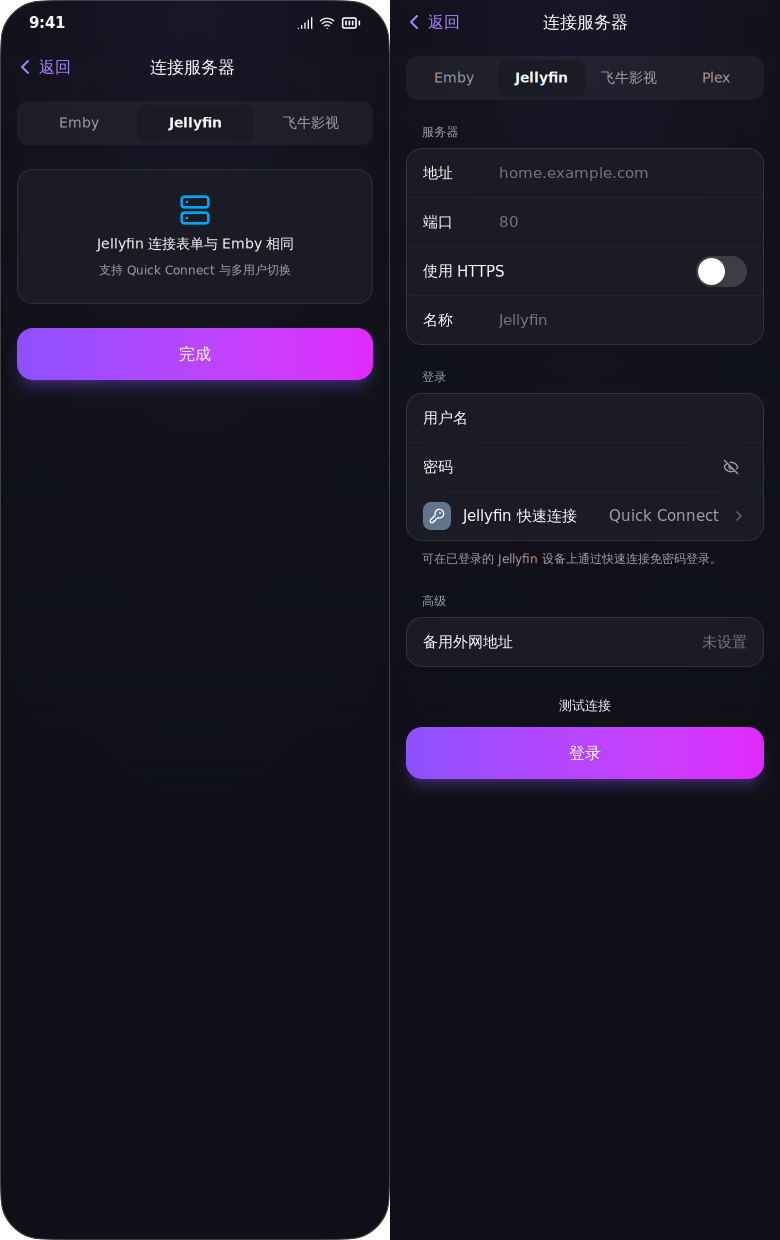 9:41
返回
连接服务器
Emby Jellyfin 飞牛影视
Jellyfin 连接表单与 Emby 相同
支持 Quick Connect 与多用户切换
完成
返回
连接服务器
Emby Jellyfin 飞牛影视 Plex
服务器
地址 home.example.com
端口 80
使用 HTTPS
名称 Jellyfin
登录
用户名
密码
Jellyfin 快速连接 Quick Connect
可在已登录的 Jellyfin 设备上通过快速连接免密码登录。
高级
备用外网地址 未设置
测试连接
登录